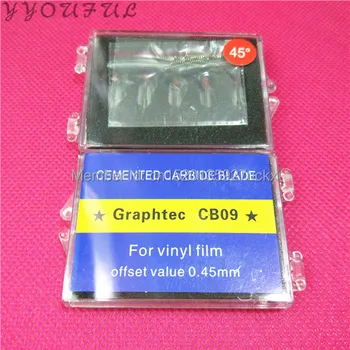 YYOUFUL
45°
CEMENTED CARBIDE BLADE
★ Graphtec CB09 ★
For vinyl film
offset value 0.45mm